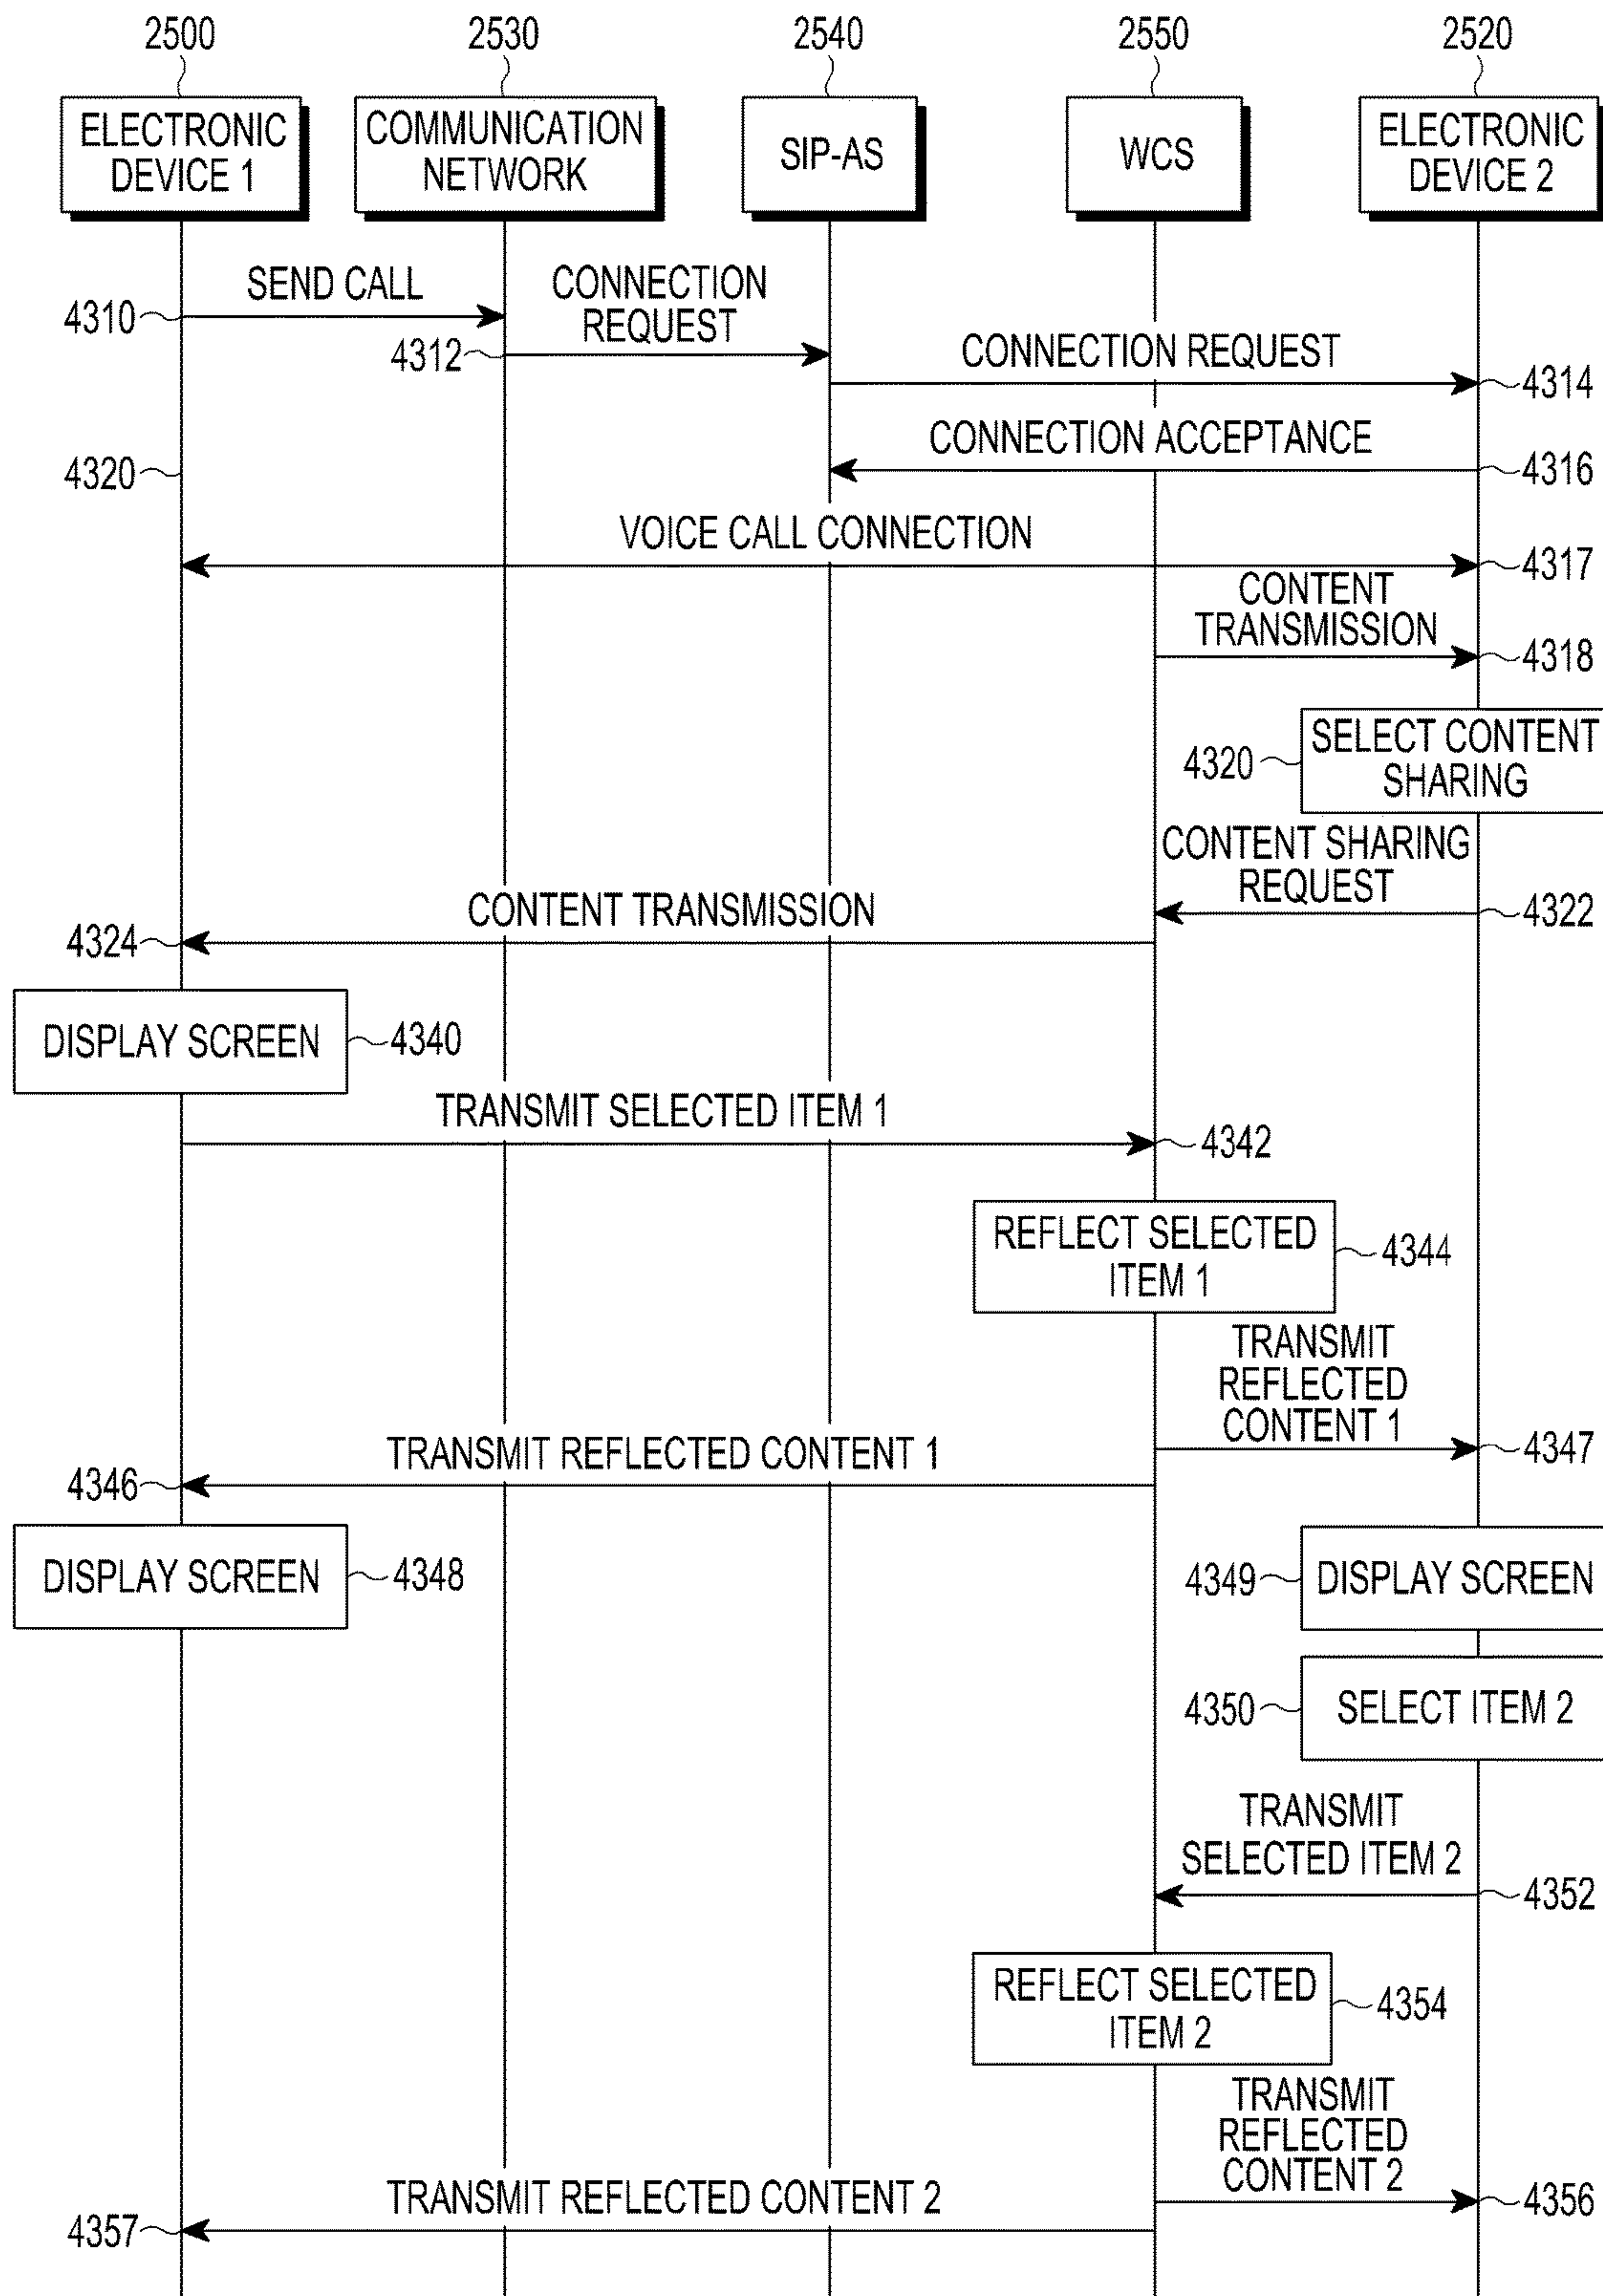 2500
2530
2540
2550
2520
ELECTRONIC
DEVICE 1
COMMUNICATION
NETWORK
SIP-AS
WCS
ELECTRONIC
DEVICE 2
SEND CALL
4310
CONNECTION
REQUEST
4312
CONNECTION REQUEST
4314
CONNECTION ACCEPTANCE
4316
4320
VOICE CALL CONNECTION
4317
CONTENT
TRANSMISSION
4318
4320
SELECT CONTENT
SHARING
CONTENT SHARING
REQUEST
4322
CONTENT TRANSMISSION
4324
DISPLAY SCREEN
4340
TRANSMIT SELECTED ITEM 1
4342
REFLECT SELECTED
ITEM 1
4344
TRANSMIT
REFLECTED
CONTENT 1
4347
TRANSMIT REFLECTED CONTENT 1
4346
DISPLAY SCREEN
4348
4349
DISPLAY SCREEN
4350
SELECT ITEM 2
TRANSMIT
SELECTED ITEM 2
4352
REFLECT SELECTED
ITEM 2
4354
TRANSMIT
REFLECTED
CONTENT 2
4356
TRANSMIT REFLECTED CONTENT 2
4357